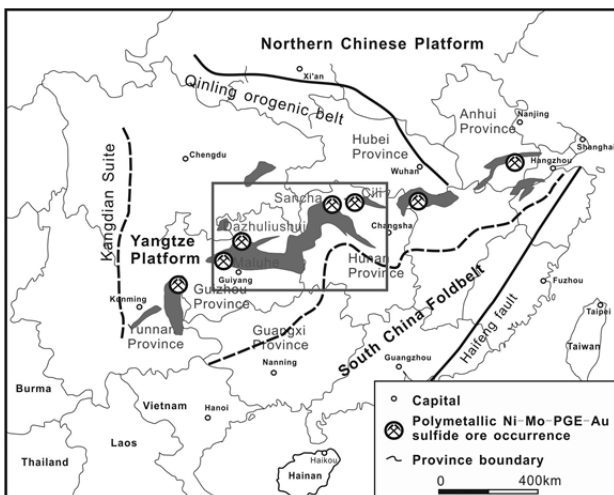 Northern Chinese Platform
Xi'an
Qinling orogenic belt
Anhui
Province
Nanjing
Hubei
Province
Shanghai
Hangzhou
Wuhan
Chengdu
Kangdian Suite
Sancha
Cili
Dazhuliushui
Changsha
Yangtze
Platform
Maluhe
Hunan
Province
Guiyang
Guizhou
Province
Kunming
Yunnan
Province
Guangxi
Province
South China Foldbelt
Haifeng fault
Fuzhou
Taipei
Taiwan
Nanning
Guangzhou
Burma
Vietnam
Hanoi
Laos
Thailand
Haikou
Hainan
Capital
Polymetallic Ni-Mo-PGE-Au
sulfide ore occurrence
Province boundary
0 400km